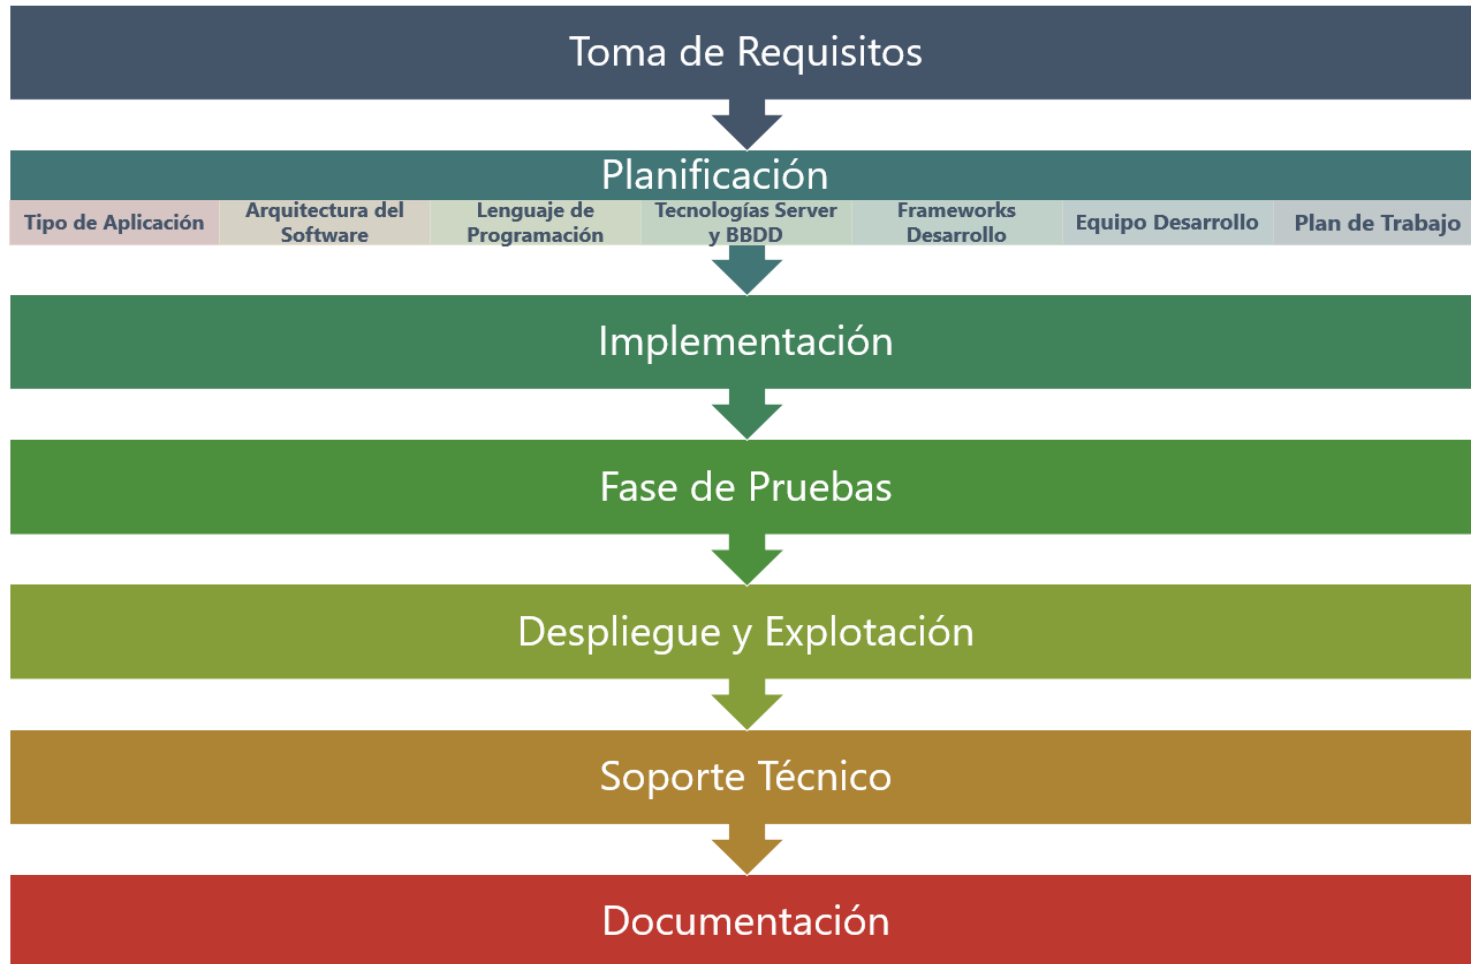 Toma de Requisitos
Planificación
Tipo de Aplicación
Arquitectura del
Software
Lenguaje de
Programación
Tecnologías Server
y BBDD
Frameworks
Desarrollo
Equipo Desarrollo
Plan de Trabajo
Implementación
Fase de Pruebas
Despliegue y Explotación
Soporte Técnico
Documentación